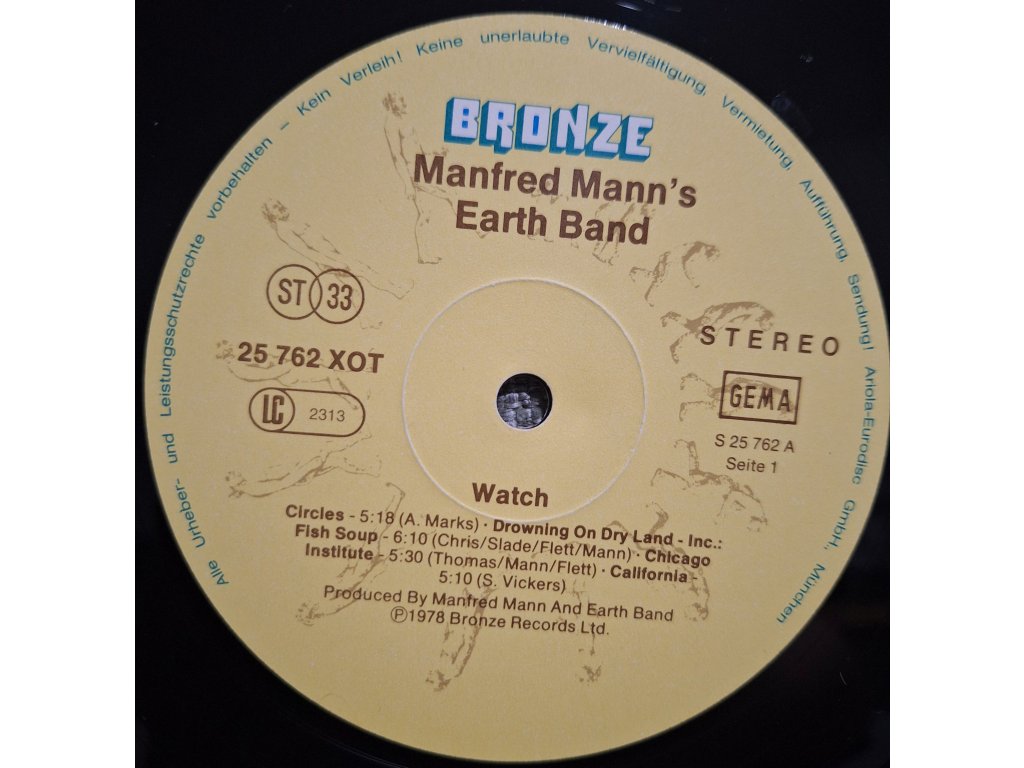 Alle Urheber- und Leistungsschutzrechte vorbehalten – Kein Verleih! Keine unerlaubte Vervielfältigung, Vermietung, Aufführung, Sendung! Ariola-Eurodisc GmbH., München
BRONZE
Manfred Mann's
Earth Band
ST 33
25 762 XOT
LC 2313
STEREO
GEMA
S 25 762 A
Seite 1
Watch
Circles - 5:18 (A. Marks) · Drowning On Dry Land - Inc.:
Fish Soup - 6:10 (Chris/Slade/Flett/Mann) · Chicago
Institute - 5:30 (Thomas/Mann/Flett) · California -
5:10 (S. Vickers)
Produced By Manfred Mann And Earth Band
Ⓟ1978 Bronze Records Ltd.